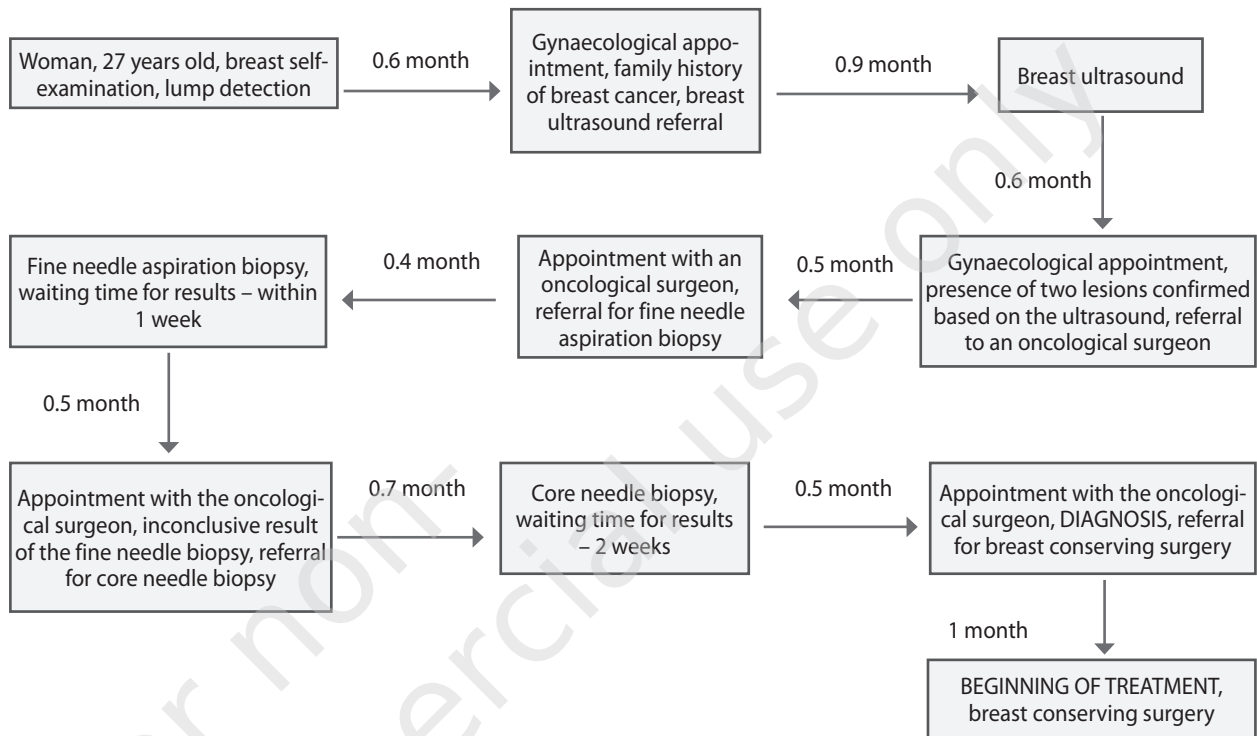 Woman, 27 years old, breast self-
examination, lump detection
0.6 month
Gynaecological appo-
intment, family history
of breast cancer, breast
ultrasound referral
0.9 month
Breast ultrasound
0.6 month
Gynaecological appointment,
presence of two lesions confirmed
based on the ultrasound, referral
to an oncological surgeon
0.5 month
Appointment with an
oncological surgeon,
referral for fine needle
aspiration biopsy
0.4 month
Fine needle aspiration biopsy,
waiting time for results – within
1 week
0.5 month
Appointment with the oncologi-
cal surgeon, inconclusive result
of the fine needle biopsy, referral
for core needle biopsy
0.7 month
Core needle biopsy,
waiting time for results
– 2 weeks
0.5 month
Appointment with the oncologi-
cal surgeon, DIAGNOSIS, referral
for breast conserving surgery
1 month
BEGINNING OF TREATMENT,
breast conserving surgery
r non-
ercial use only